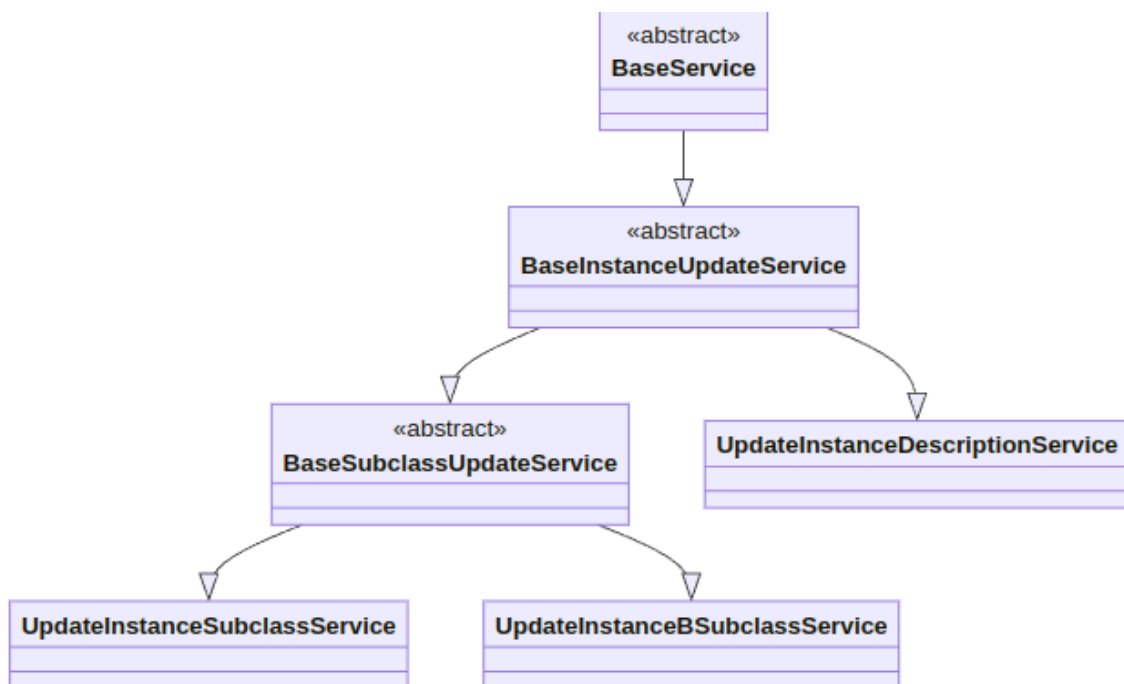 «abstract»
BaseService
«abstract»
BaseInstanceUpdateService
«abstract»
BaseSubclassUpdateService
UpdateInstanceDescriptionService
UpdateInstanceSubclassService
UpdateInstanceBSubclassService